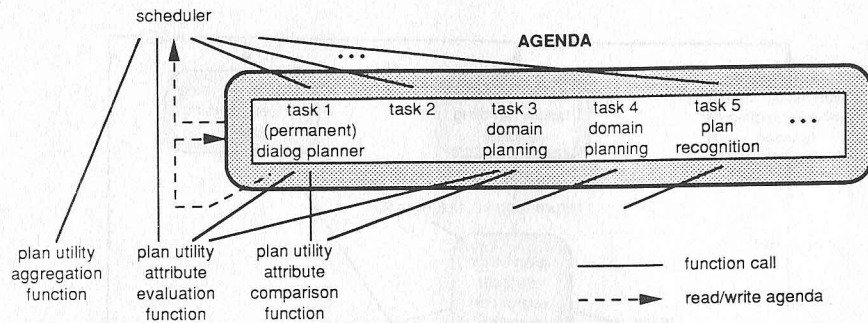 scheduler
...
AGENDA
task 1
(permanent)
dialog planner
task 2
task 3
domain
planning
task 4
domain
planning
task 5
plan
recognition
...
plan utility
aggregation
function
plan utility
attribute
evaluation
function
plan utility
attribute
comparison
function
function call
read/write agenda